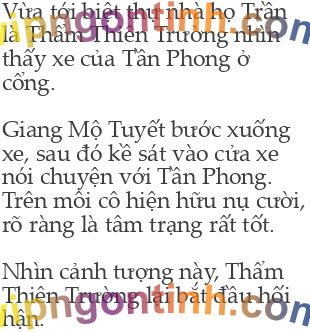 Vừa tới biệt thự nhà họ Trần
là Thẩm Thiên Trường nhìn
thấy xe của Tần Phong ở
cổng.
Giang Mộ Tuyết bước xuống
xe, sau đó kề sát vào cửa xe
nói chuyện với Tần Phong.
Trên môi cô hiện hữu nụ cười,
rõ ràng là tâm trạng rất tốt.
Nhìn cảnh tượng này, Thẩm
Thiên Trường lại bắt đầu hối
hận.
vipngontinh.com
vipngontinh.com